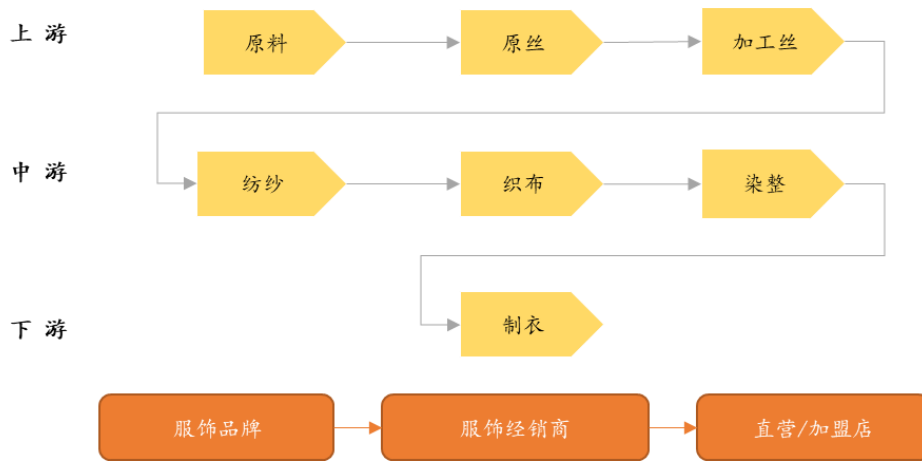 上 游
原料
原丝
加工丝
中 游
纺纱
织布
染整
下 游
制衣
服饰品牌
服饰经销商
直营/加盟店